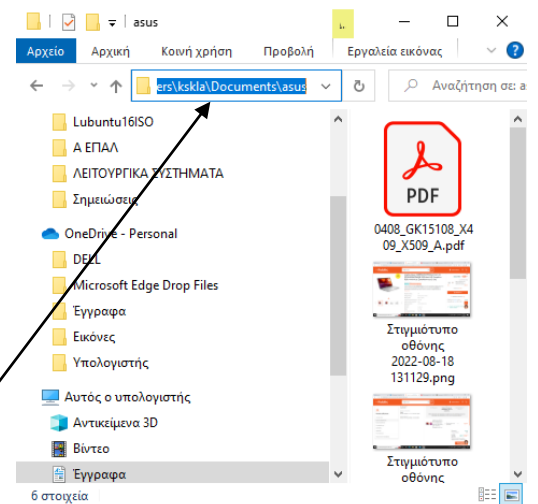 asus
Αρχείο Αρχική Κοινή χρήση Προβολή Εργαλεία εικόνας
ers\kskla\Documents\asus
Αναζήτηση σε: a
Lubuntu16ISO
Α ΕΠΑΛ
ΛΕΙΤΟΥΡΓΙΚΑ ΣΥΣΤΗΜΑΤΑ
Σημειώσεις
OneDrive - Personal
DELL
Microsoft Edge Drop Files
Έγγραφα
Εικόνες
Υπολογιστής
Αυτός ο υπολογιστής
Αντικείμενα 3D
Βίντεο
Έγγραφα
PDF
0408_GK15108_X4
09_X509_A.pdf
Στιγμιότυπο
οθόνης
2022-08-18
131129.png
Στιγμιότυπο
οθόνης
6 στοιχεία